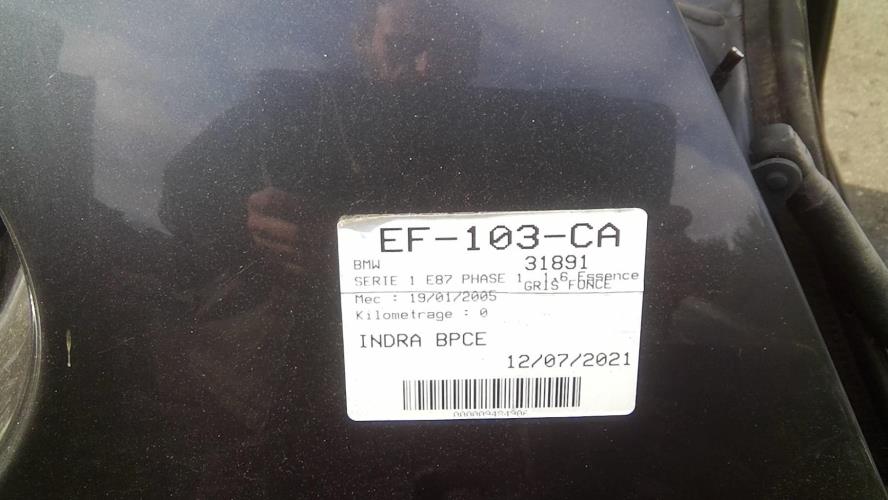 EF-103-CA
BMW 31891
SERIE 1 E87 PHASE 1 1.6 Essence
GRIS FONCE
Mec : 19/01/2005
Kilometrage : 0
INDRA BPCE
12/07/2021